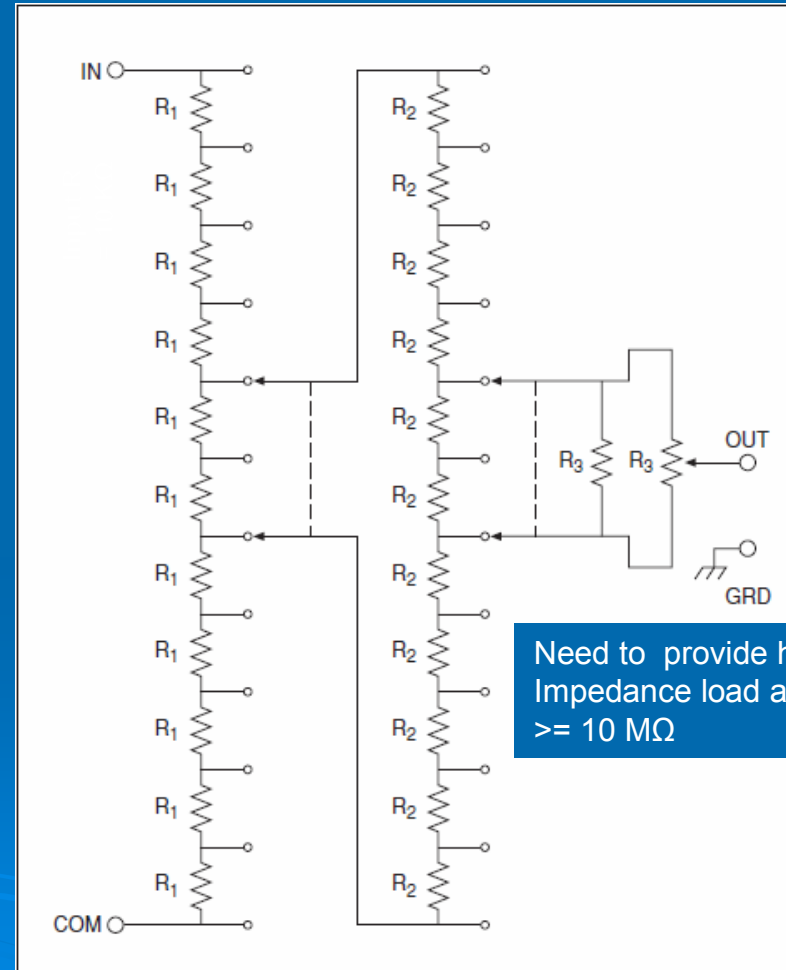 IN
R₁
R₁
R₁
R₁
R₁
R₁
R₁
R₁
R₁
R₁
R₁
COM
R₂
R₂
R₂
R₂
R₂
R₂
R₂
R₂
R₂
R₂
R₂
R₃
R₃
OUT
GRD
Need to provide h
Impedance load a
>= 10 MΩ